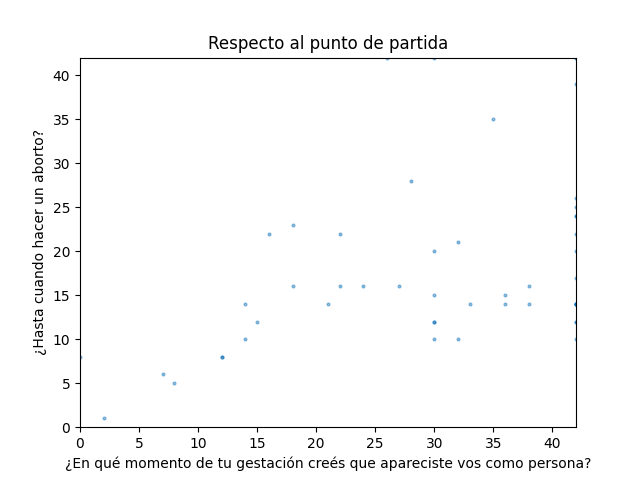 Respecto al punto de partida
40
35
30
25
20
15
10
5
0
¿Hasta cuando hacer un aborto?
0 5 10 15 20 25 30 35 40
¿En qué momento de tu gestación creés que apareciste vos como persona?